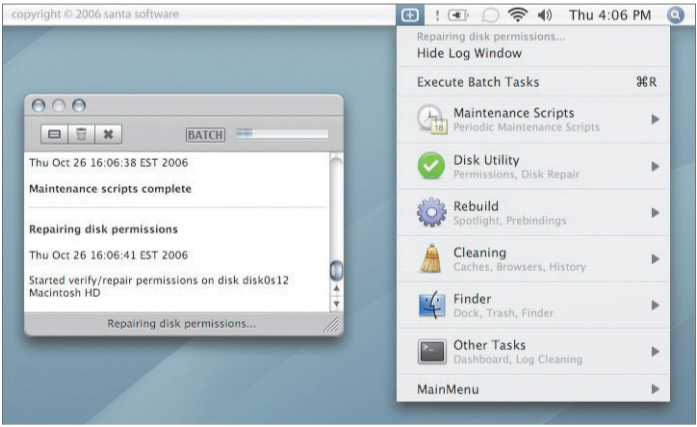 copyright © 2006 santa software
! Thu 4:06 PM
Repairing disk permissions...
Hide Log Window
Execute Batch Tasks ⌘R
18
Maintenance Scripts
Periodic Maintenance Scripts
Disk Utility
Permissions, Disk Repair
Rebuild
Spotlight, Prebindings
Cleaning
Caches, Browsers, History
Finder
Dock, Trash, Finder
Other Tasks
Dashboard, Log Cleaning
MainMenu
BATCH
Thu Oct 26 16:06:38 EST 2006
Maintenance scripts complete
Repairing disk permissions
Thu Oct 26 16:06:41 EST 2006
Started verify/repair permissions on disk disk0s12
Macintosh HD
Repairing disk permissions...